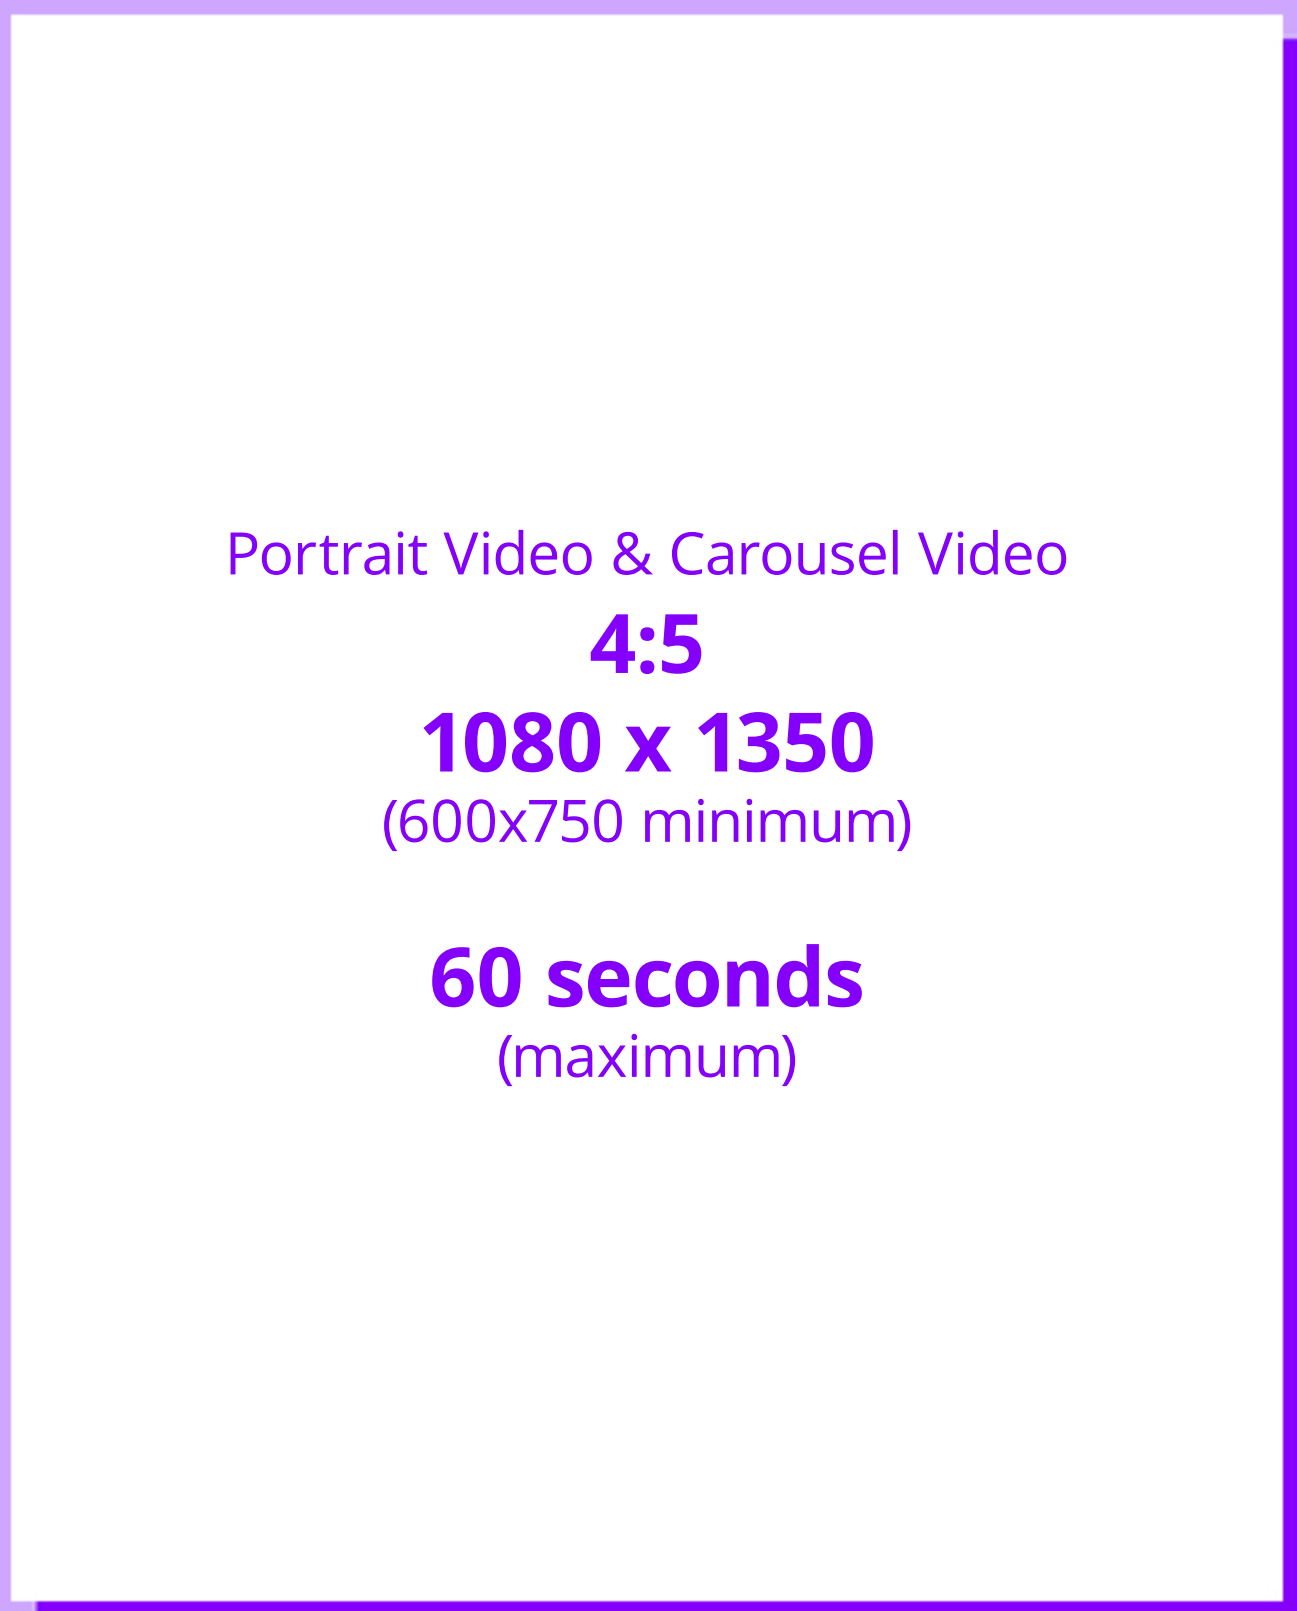 Portrait Video & Carousel Video
4:5
1080 x 1350
(600x750 minimum)
60 seconds
(maximum)